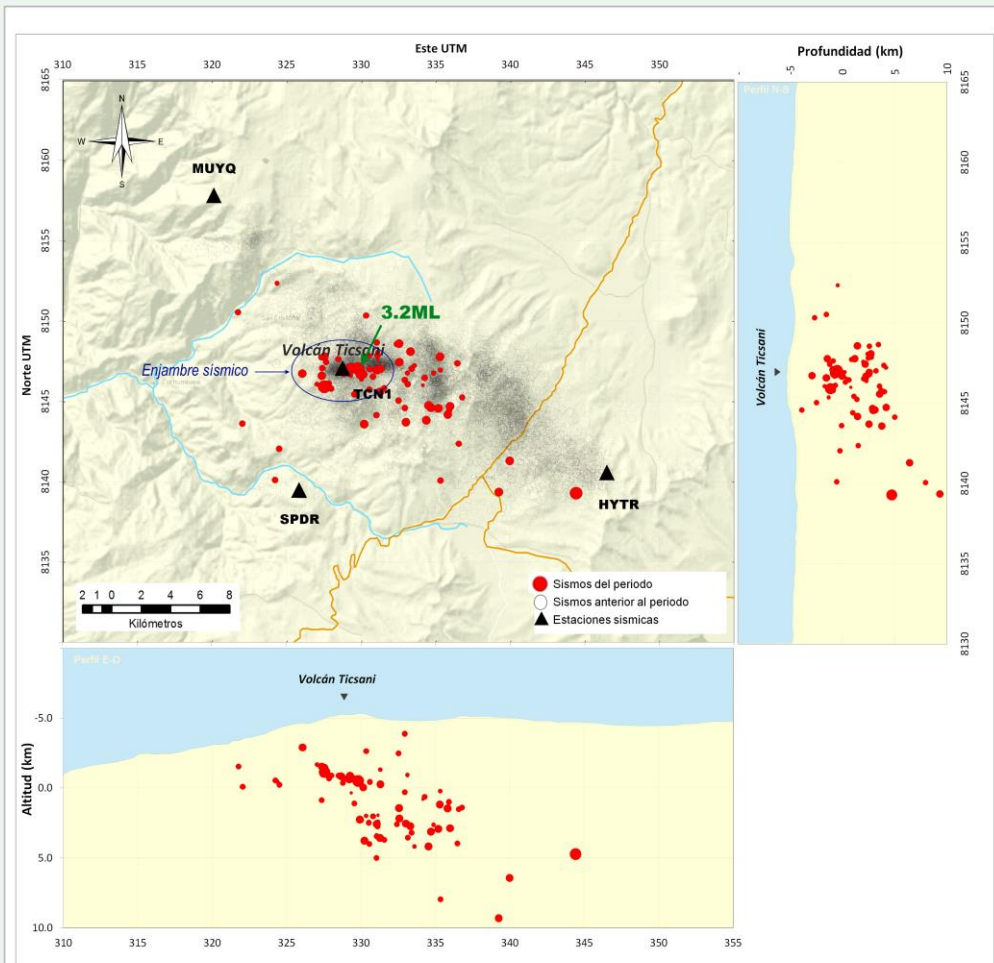 Este UTM
310 315 320 325 330 335 340 345 350
8165
8160
8155
8150
8145
8140
8135
Norte UTM
N
W E
S
MUYQ
3.2ML
Volcán Ticsani
Enjambre sísmico
TCN1
SPDR
HYTR
2 1 0 2 4 6 8
Kilómetros
Sismos del periodo
Sismos anterior al periodo
Estaciones sísmicas
Profundidad (km)
-5 0 5 10
Perfil N-S
Volcán Ticsani
8165
8160
8155
8150
8145
8140
8135
8130
Perfil E-O
Volcán Ticsani
Altitud (km)
-5.0
0.0
5.0
10.0
310 315 320 325 330 335 340 345 350 355